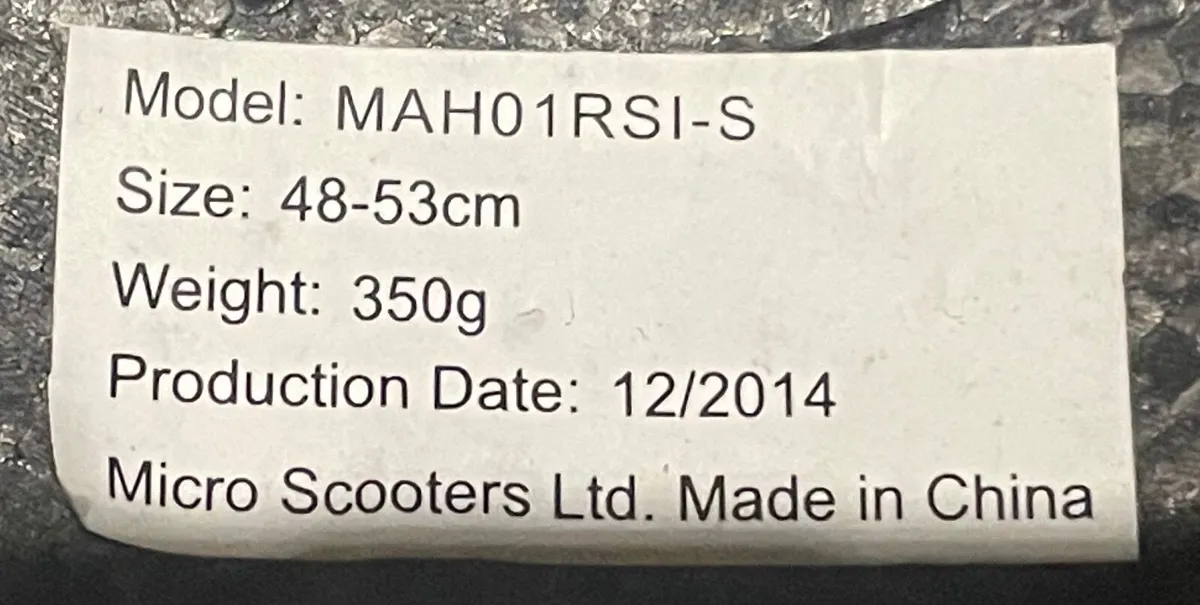 Model: MAH01RSI-S
Size: 48-53cm
Weight: 350g
Production Date: 12/2014
Micro Scooters Ltd. Made in China